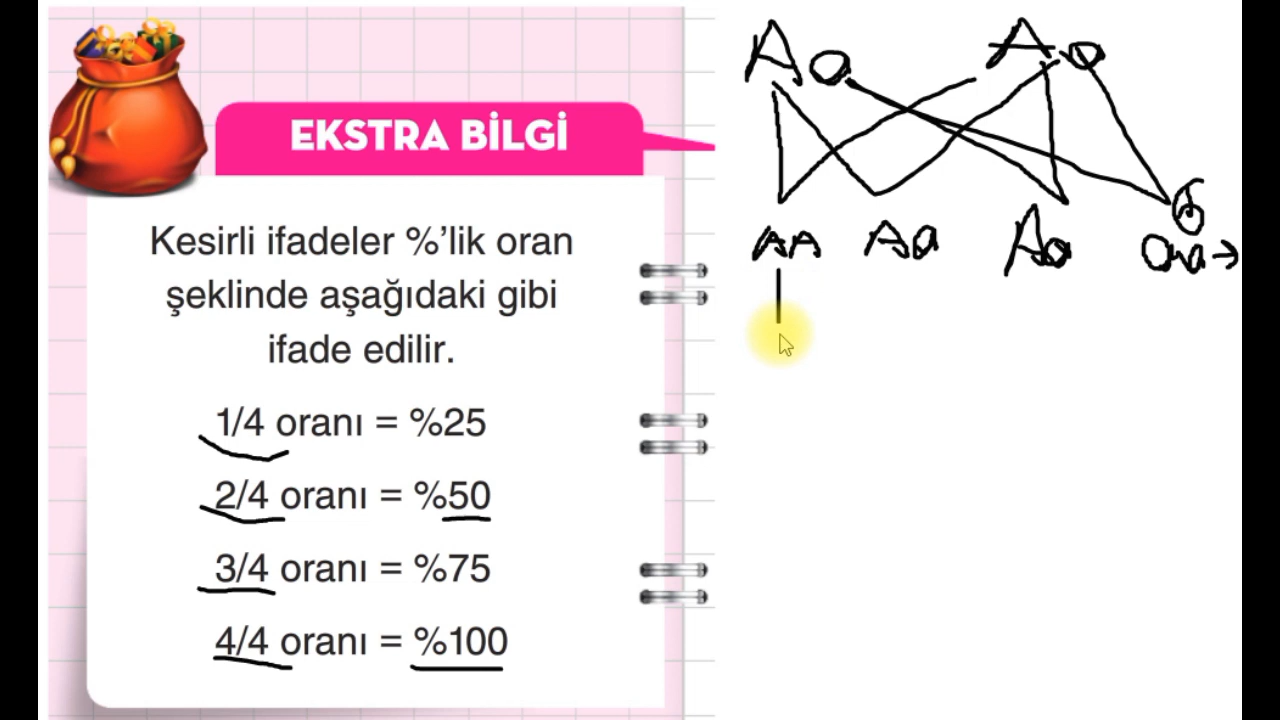 EKSTRA BİLGİ
Kesirli ifadeler %'lik oran
şeklinde aşağıdaki gibi
ifade edilir.
1/4 oranı = %25
2/4 oranı = %50
3/4 oranı = %75
4/4 oranı = %100
Aa Aa
AA Aa Aa aa →